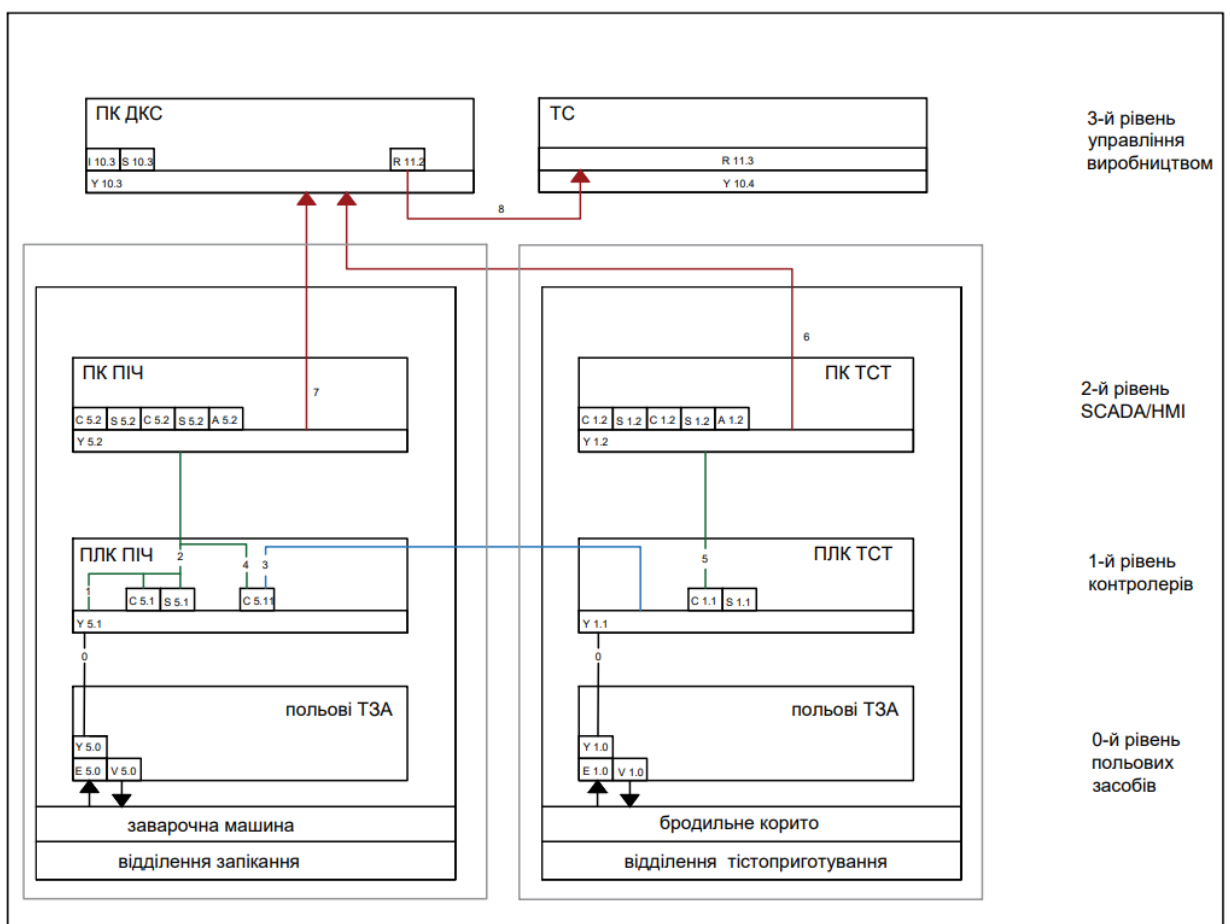 ПК ДКС
ТС
3-й рівень
управління
виробництвом
I 10.3 S 10.3 R 11.2
R 11.3
Y 10.3
Y 10.4
8
6
ПК ПІЧ
ПК ТСТ
2-й рівень
SCADA/HMI
7
C 5.2 S 5.2 C 5.2 S 5.2 A 5.2
C 1.2 S 1.2 C 1.2 S 1.2 A 1.2
Y 5.2
Y 1.2
ПЛК ПІЧ
2
4
3
5
ПЛК ТСТ
1-й рівень
контролерів
1
C 5.1 S 5.1 C 5.11
C 1.1 S 1.1
Y 5.1
Y 1.1
0
0
польові ТЗА
польові ТЗА
0-й рівень
польових
засобів
Y 5.0
Y 1.0
E 5.0 V 5.0
E 1.0 V 1.0
заварочна машина
бродильне корито
відділення запікання
відділення тістоприготування